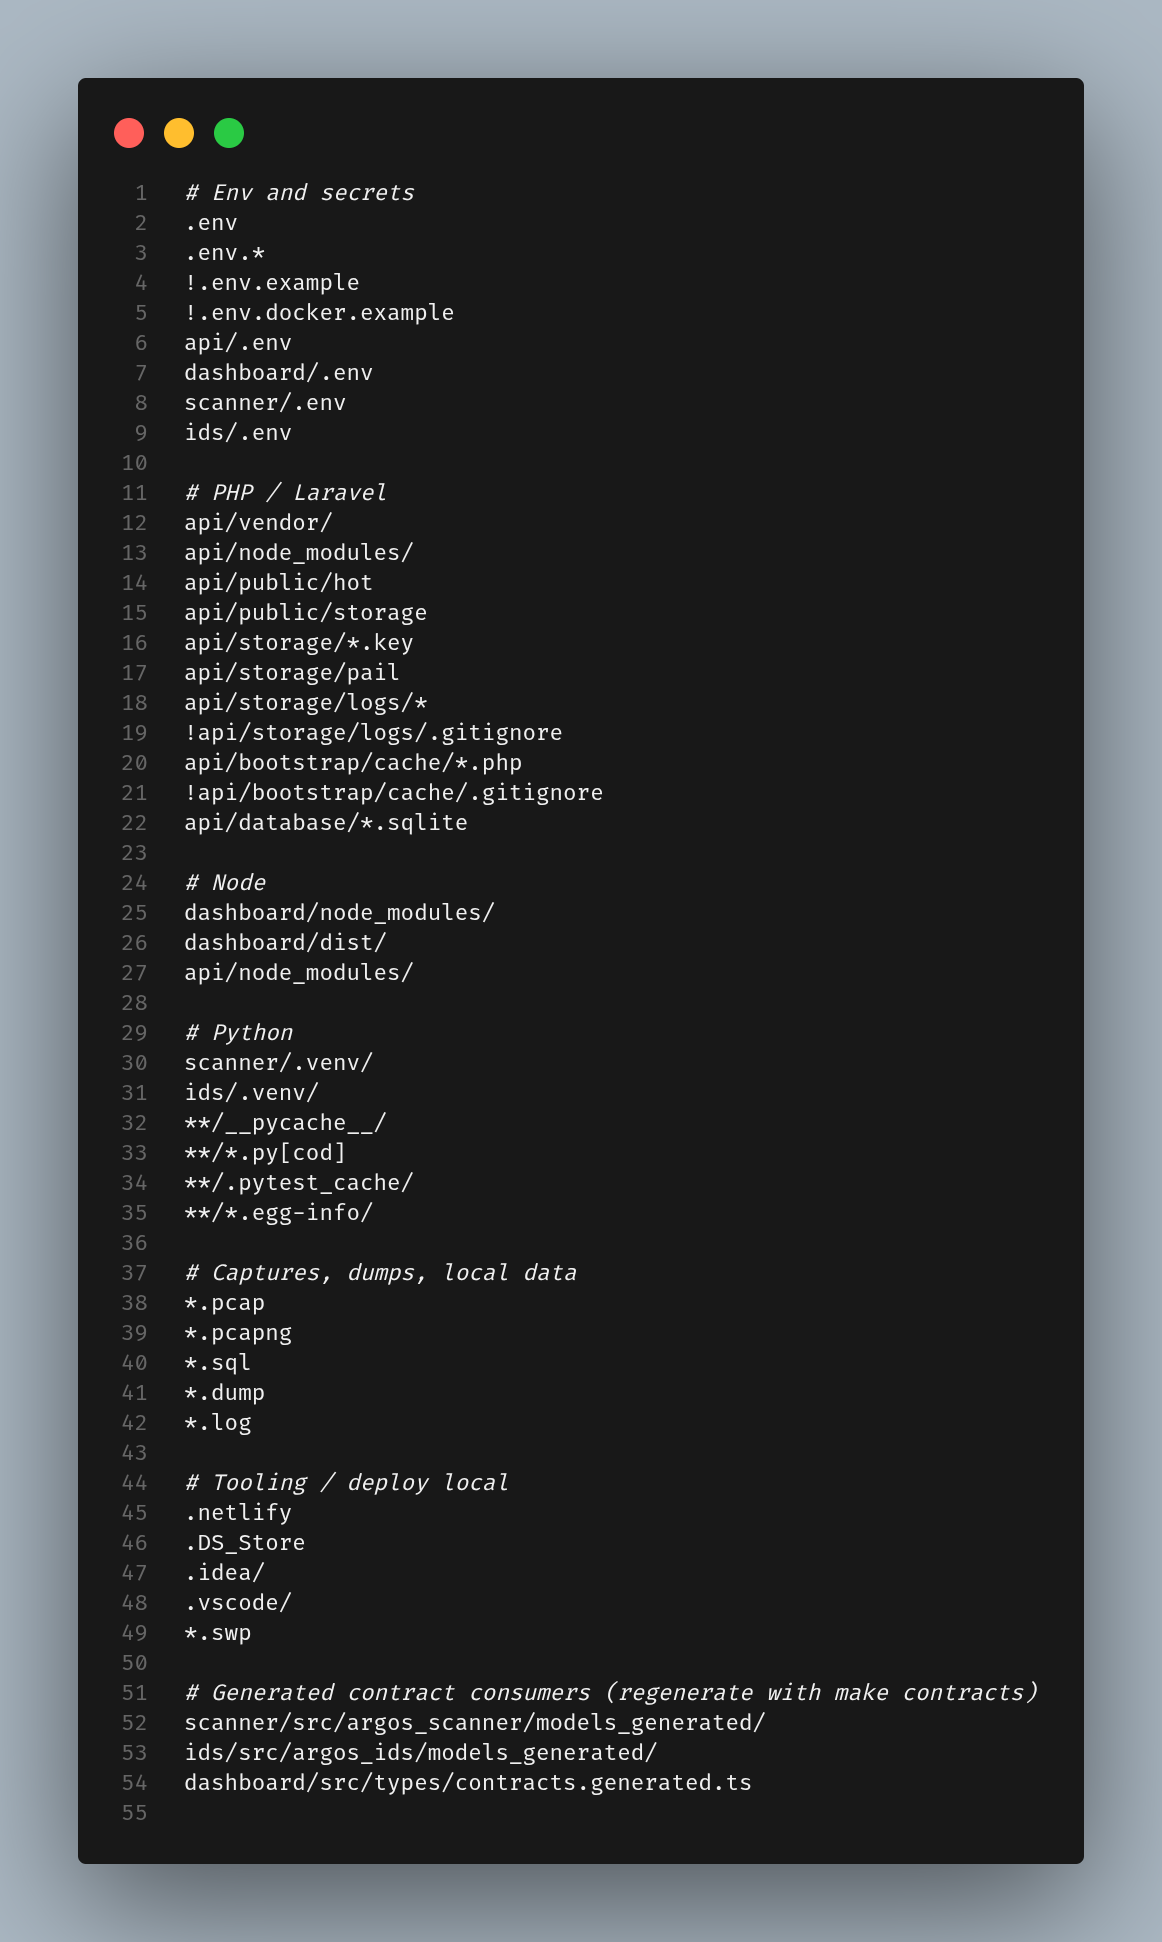 1 # Env and secrets
2 .env
3 .env.*
4 !.env.example
5 !.env.docker.example
6 api/.env
7 dashboard/.env
8 scanner/.env
9 ids/.env
10
11 # PHP / Laravel
12 api/vendor/
13 api/node_modules/
14 api/public/hot
15 api/public/storage
16 api/storage/*.key
17 api/storage/pail
18 api/storage/logs/*
19 !api/storage/logs/.gitignore
20 api/bootstrap/cache/*.php
21 !api/bootstrap/cache/.gitignore
22 api/database/*.sqlite
23
24 # Node
25 dashboard/node_modules/
26 dashboard/dist/
27 api/node_modules/
28
29 # Python
30 scanner/.venv/
31 ids/.venv/
32 **/__pycache__/
33 **/*.py[cod]
34 **/.pytest_cache/
35 **/*.egg-info/
36
37 # Captures, dumps, local data
38 *.pcap
39 *.pcapng
40 *.sql
41 *.dump
42 *.log
43
44 # Tooling / deploy local
45 .netlify
46 .DS_Store
47 .idea/
48 .vscode/
49 *.swp
50
51 # Generated contract consumers (regenerate with make contracts)
52 scanner/src/argos_scanner/models_generated/
53 ids/src/argos_ids/models_generated/
54 dashboard/src/types/contracts.generated.ts
55